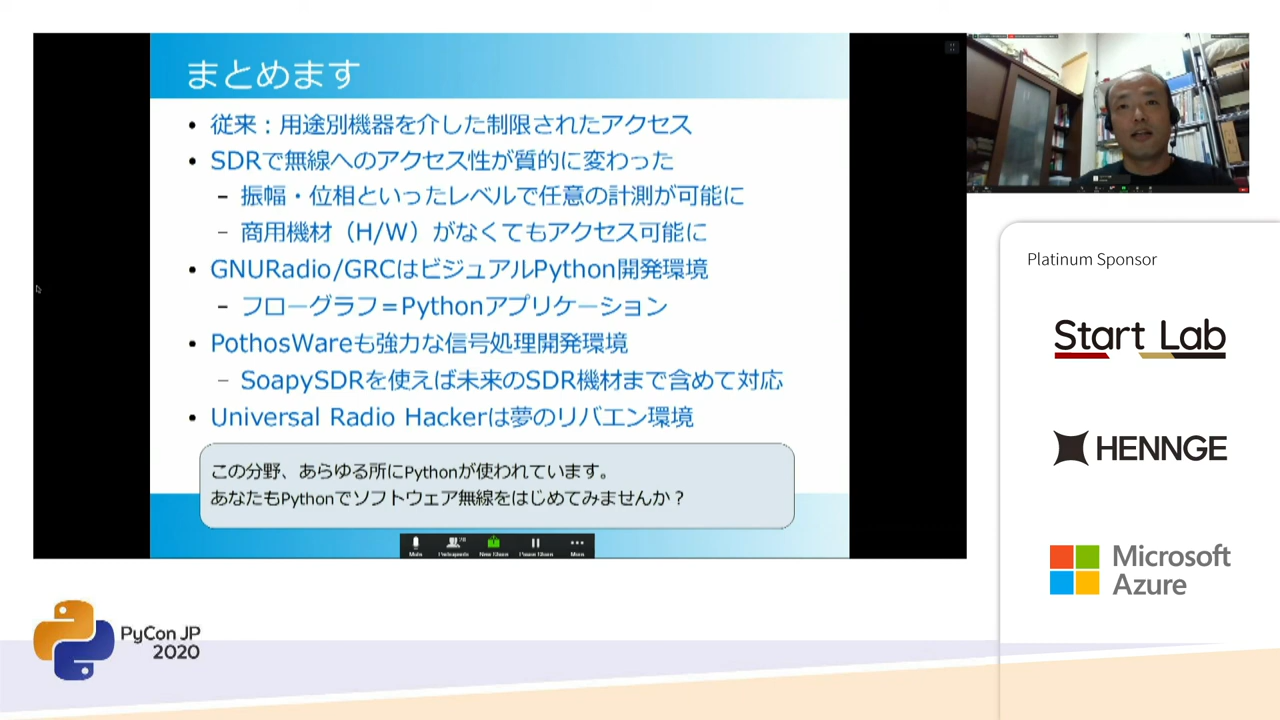 まとめます
• 従来：用途別機器を介した制限されたアクセス
• SDRで無線へのアクセス性が質的に変わった
– 振幅・位相といったレベルで任意の計測が可能に
– 商用機材（H/W）がなくてもアクセス可能に
• GNURadio/GRCはビジュアルPython開発環境
– フローグラフ＝Pythonアプリケーション
• PothosWareも強力な信号処理開発環境
– SoapySDRを使えば未来のSDR機材まで含めて対応
• Universal Radio Hackerは夢のリバエン環境
この分野、あらゆる所にPythonが使われています。
あなたもPythonでソフトウェア無線をはじめてみませんか？
Mute Participants New Share Pause Share More
Platinum Sponsor
Start Lab
HENNGE
Microsoft
Azure
PyCon JP
2020